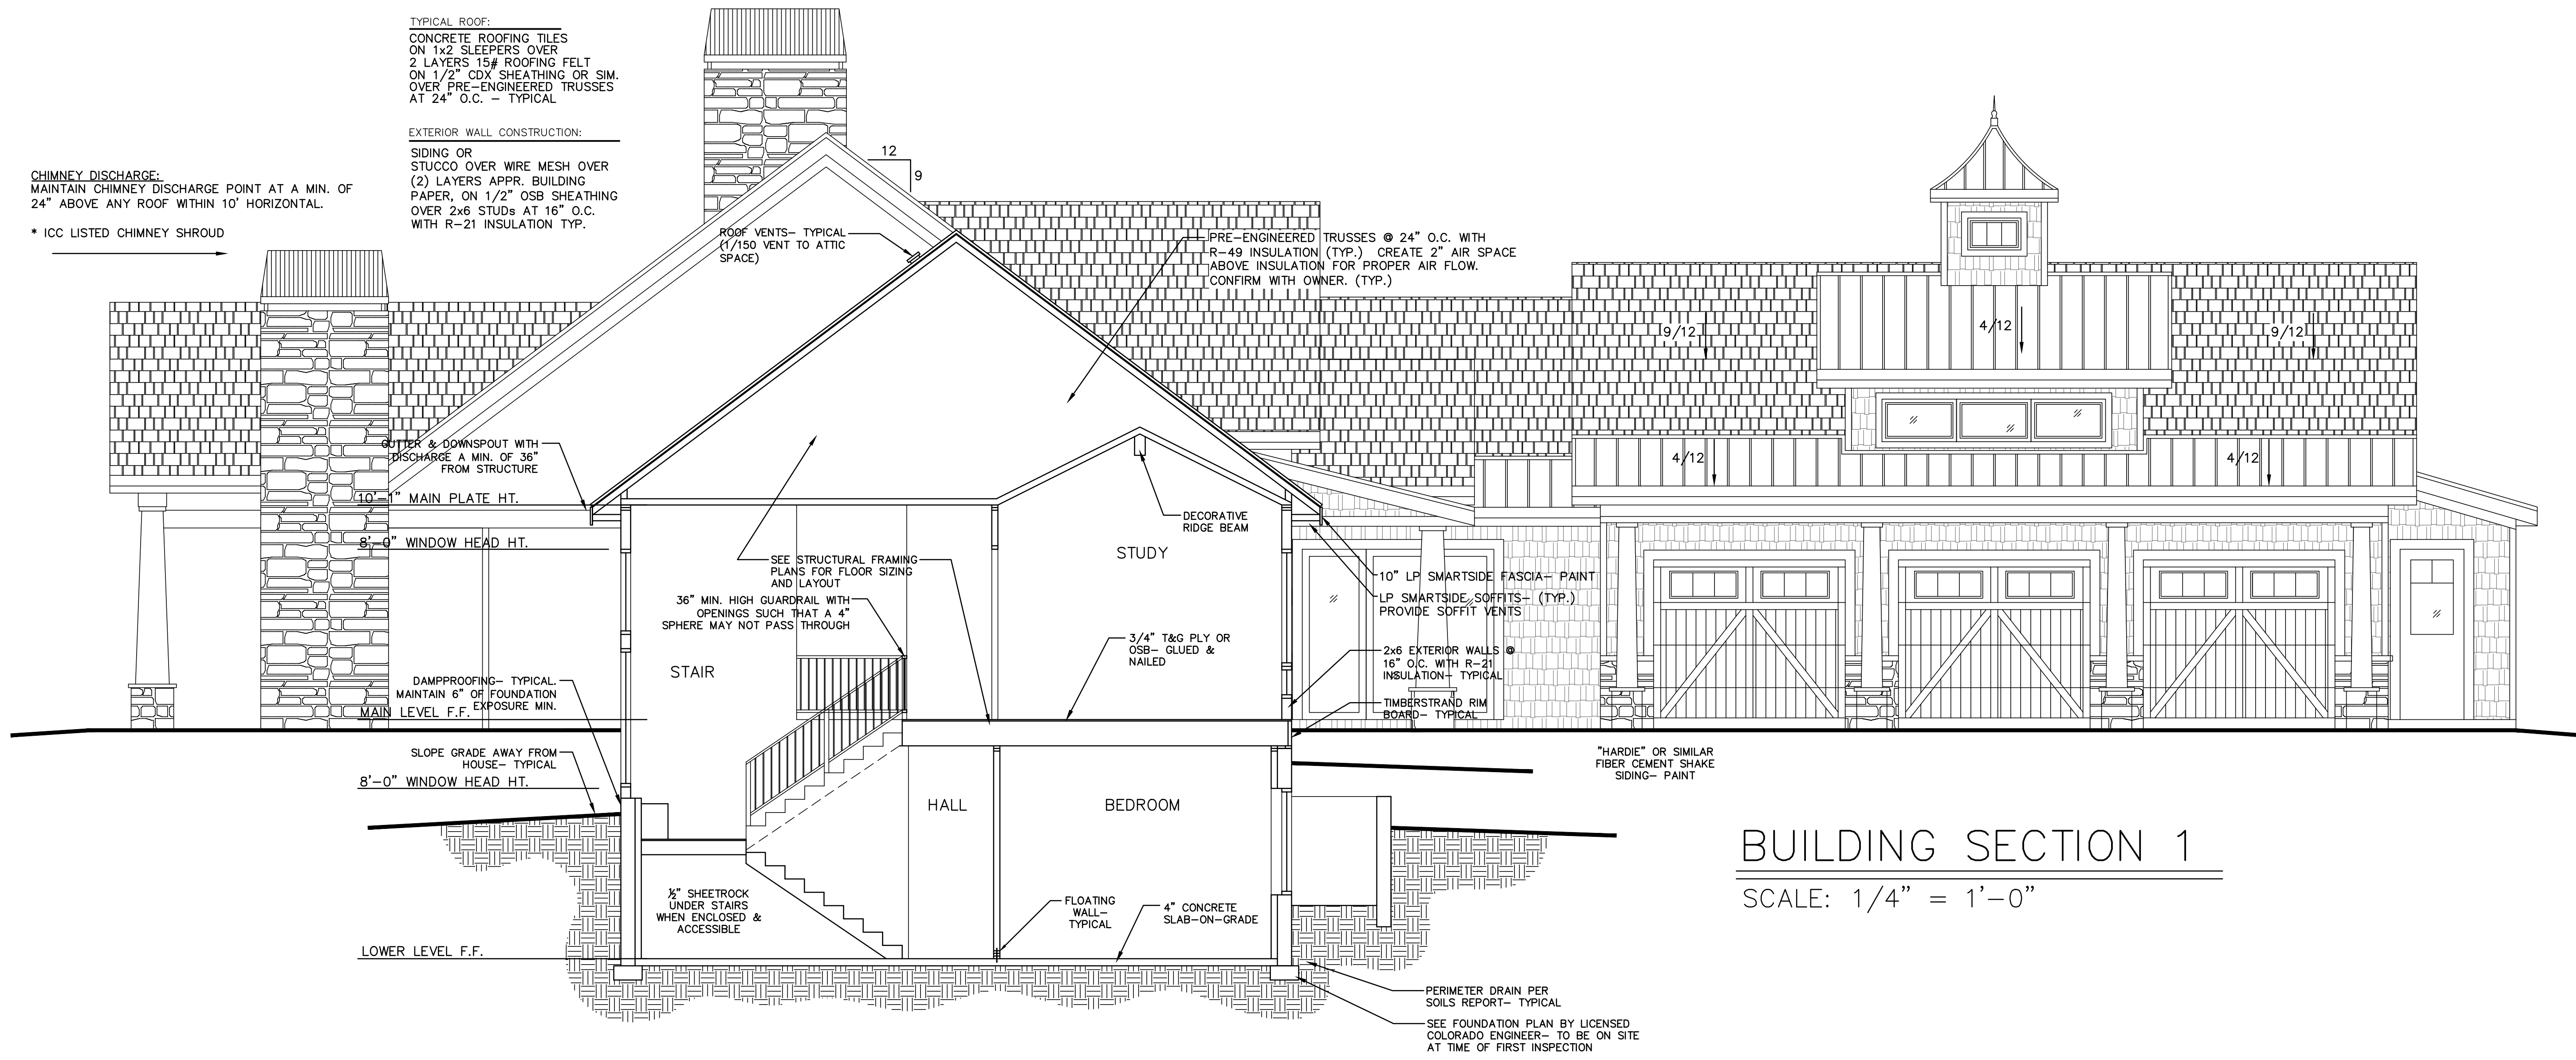 TYPICAL ROOF:
CONCRETE ROOFING TILES
ON 1x2 SLEEPERS OVER
2 LAYERS 15# ROOFING FELT
ON 1/2" CDX SHEATHING OR SIM.
OVER PRE-ENGINEERED TRUSSES
AT 24" O.C. - TYPICAL
EXTERIOR WALL CONSTRUCTION:
SIDING OR
STUCCO OVER WIRE MESH OVER
(2) LAYERS APPR. BUILDING
PAPER, ON 1/2" OSB SHEATHING
OVER 2x6 STUDs AT 16" O.C.
WITH R-21 INSULATION TYP.
CHIMNEY DISCHARGE:
MAINTAIN CHIMNEY DISCHARGE POINT AT A MIN. OF
24" ABOVE ANY ROOF WITHIN 10' HORIZONTAL.
* ICC LISTED CHIMNEY SHROUD
12
9
ROOF VENTS- TYPICAL
(1/150 VENT TO ATTIC
SPACE)
PRE-ENGINEERED TRUSSES @ 24" O.C. WITH
R-49 INSULATION (TYP.) CREATE 2" AIR SPACE
ABOVE INSULATION FOR PROPER AIR FLOW.
CONFIRM WITH OWNER. (TYP.)
9/12
4/12
9/12
4/12
4/12
GUTTER & DOWNSPOUT WITH
DISCHARGE A MIN. OF 36"
FROM STRUCTURE
10'-1" MAIN PLATE HT.
8'-0" WINDOW HEAD HT.
DECORATIVE
RIDGE BEAM
STUDY
SEE STRUCTURAL FRAMING
PLANS FOR FLOOR SIZING
AND LAYOUT
10" LP SMARTSIDE FASCIA- PAINT
LP SMARTSIDE SOFFITS- (TYP.)
PROVIDE SOFFIT VENTS
36" MIN. HIGH GUARDRAIL WITH
OPENINGS SUCH THAT A 4"
SPHERE MAY NOT PASS THROUGH
3/4" T&G PLY OR
OSB- GLUED &
NAILED
2x6 EXTERIOR WALLS @
16" O.C. WITH R-21
INSULATION- TYPICAL
STAIR
DAMPPROOFING- TYPICAL.
MAINTAIN 6" OF FOUNDATION
EXPOSURE MIN.
MAIN LEVEL F.F.
TIMBERSTRAND RIM
BOARD- TYPICAL
SLOPE GRADE AWAY FROM
HOUSE- TYPICAL
"HARDIE" OR SIMILAR
FIBER CEMENT SHAKE
SIDING- PAINT
8'-0" WINDOW HEAD HT.
HALL
BEDROOM
BUILDING SECTION 1
SCALE: 1/4" = 1'-0"
½" SHEETROCK
UNDER STAIRS
WHEN ENCLOSED &
ACCESSIBLE
FLOATING
WALL-
TYPICAL
4" CONCRETE
SLAB-ON-GRADE
LOWER LEVEL F.F.
PERIMETER DRAIN PER
SOILS REPORT- TYPICAL
SEE FOUNDATION PLAN BY LICENSED
COLORADO ENGINEER- TO BE ON SITE
AT TIME OF FIRST INSPECTION